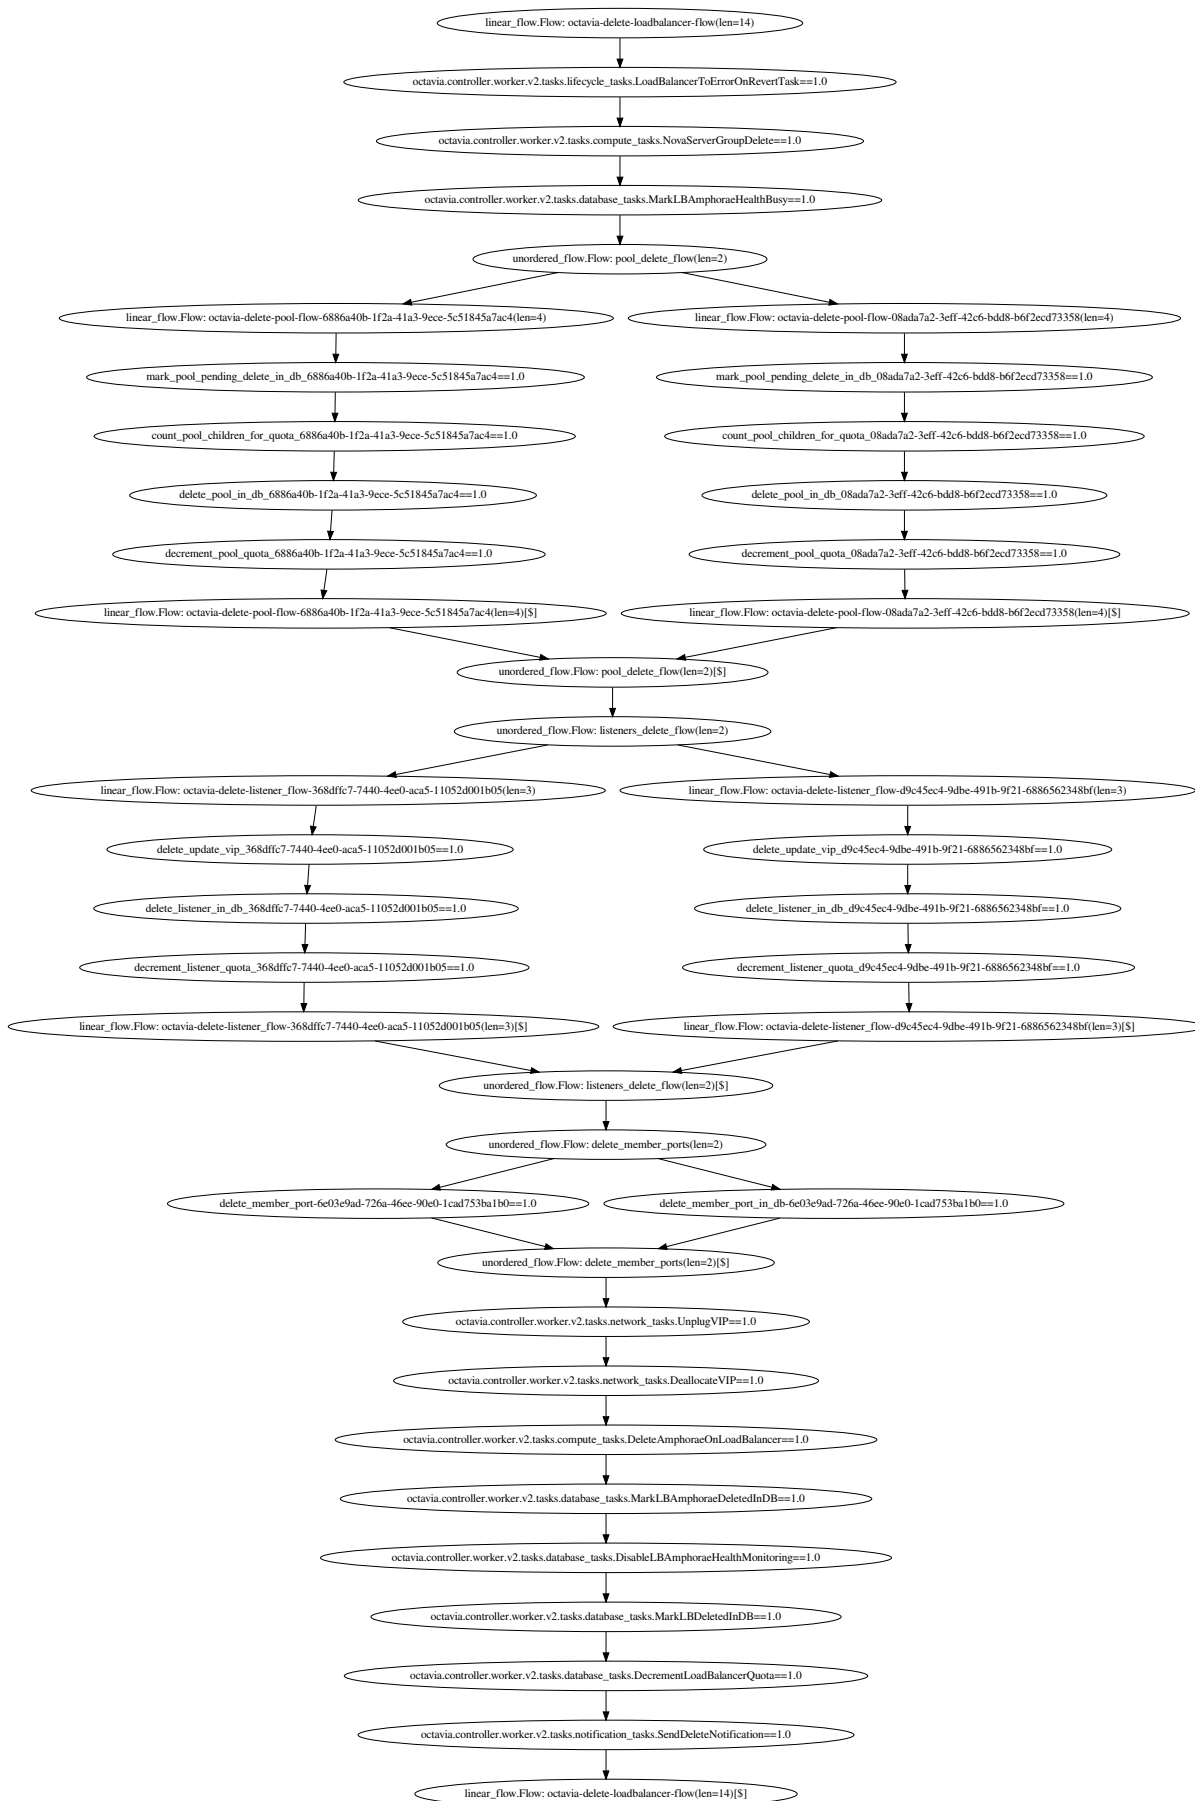 linear_flow.Flow: octavia-delete-loadbalancer-flow(len=14)
octavia.controller.worker.v2.tasks.lifecycle_tasks.LoadBalancerToErrorOnRevertTask==1.0
octavia.controller.worker.v2.tasks.compute_tasks.NovaServerGroupDelete==1.0
octavia.controller.worker.v2.tasks.database_tasks.MarkLBAmphoraeHealthBusy==1.0
unordered_flow.Flow: pool_delete_flow(len=2)
linear_flow.Flow: octavia-delete-pool-flow-6886a40b-1f2a-41a3-9ece-5c51845a7ac4(len=4)
linear_flow.Flow: octavia-delete-pool-flow-08ada7a2-3eff-42c6-bdd8-b6f2ecd73358(len=4)
mark_pool_pending_delete_in_db_6886a40b-1f2a-41a3-9ece-5c51845a7ac4==1.0
mark_pool_pending_delete_in_db_08ada7a2-3eff-42c6-bdd8-b6f2ecd73358==1.0
count_pool_children_for_quota_6886a40b-1f2a-41a3-9ece-5c51845a7ac4==1.0
count_pool_children_for_quota_08ada7a2-3eff-42c6-bdd8-b6f2ecd73358==1.0
delete_pool_in_db_6886a40b-1f2a-41a3-9ece-5c51845a7ac4==1.0
delete_pool_in_db_08ada7a2-3eff-42c6-bdd8-b6f2ecd73358==1.0
decrement_pool_quota_6886a40b-1f2a-41a3-9ece-5c51845a7ac4==1.0
decrement_pool_quota_08ada7a2-3eff-42c6-bdd8-b6f2ecd73358==1.0
linear_flow.Flow: octavia-delete-pool-flow-6886a40b-1f2a-41a3-9ece-5c51845a7ac4(len=4)[$]
linear_flow.Flow: octavia-delete-pool-flow-08ada7a2-3eff-42c6-bdd8-b6f2ecd73358(len=4)[$]
unordered_flow.Flow: pool_delete_flow(len=2)[$]
unordered_flow.Flow: listeners_delete_flow(len=2)
linear_flow.Flow: octavia-delete-listener_flow-368dffc7-7440-4ee0-aca5-11052d001b05(len=3)
linear_flow.Flow: octavia-delete-listener_flow-d9c45ec4-9dbe-491b-9f21-6886562348bf(len=3)
delete_update_vip_368dffc7-7440-4ee0-aca5-11052d001b05==1.0
delete_update_vip_d9c45ec4-9dbe-491b-9f21-6886562348bf==1.0
delete_listener_in_db_368dffc7-7440-4ee0-aca5-11052d001b05==1.0
delete_listener_in_db_d9c45ec4-9dbe-491b-9f21-6886562348bf==1.0
decrement_listener_quota_368dffc7-7440-4ee0-aca5-11052d001b05==1.0
decrement_listener_quota_d9c45ec4-9dbe-491b-9f21-6886562348bf==1.0
linear_flow.Flow: octavia-delete-listener_flow-368dffc7-7440-4ee0-aca5-11052d001b05(len=3)[$]
linear_flow.Flow: octavia-delete-listener_flow-d9c45ec4-9dbe-491b-9f21-6886562348bf(len=3)[$]
unordered_flow.Flow: listeners_delete_flow(len=2)[$]
unordered_flow.Flow: delete_member_ports(len=2)
delete_member_port-6e03e9ad-726a-46ee-90e0-1cad753ba1b0==1.0
delete_member_port_in_db-6e03e9ad-726a-46ee-90e0-1cad753ba1b0==1.0
unordered_flow.Flow: delete_member_ports(len=2)[$]
octavia.controller.worker.v2.tasks.network_tasks.UnplugVIP==1.0
octavia.controller.worker.v2.tasks.network_tasks.DeallocateVIP==1.0
octavia.controller.worker.v2.tasks.compute_tasks.DeleteAmphoraeOnLoadBalancer==1.0
octavia.controller.worker.v2.tasks.database_tasks.MarkLBAmphoraeDeletedInDB==1.0
octavia.controller.worker.v2.tasks.database_tasks.DisableLBAmphoraeHealthMonitoring==1.0
octavia.controller.worker.v2.tasks.database_tasks.MarkLBDeletedInDB==1.0
octavia.controller.worker.v2.tasks.database_tasks.DecrementLoadBalancerQuota==1.0
octavia.controller.worker.v2.tasks.notification_tasks.SendDeleteNotification==1.0
linear_flow.Flow: octavia-delete-loadbalancer-flow(len=14)[$]